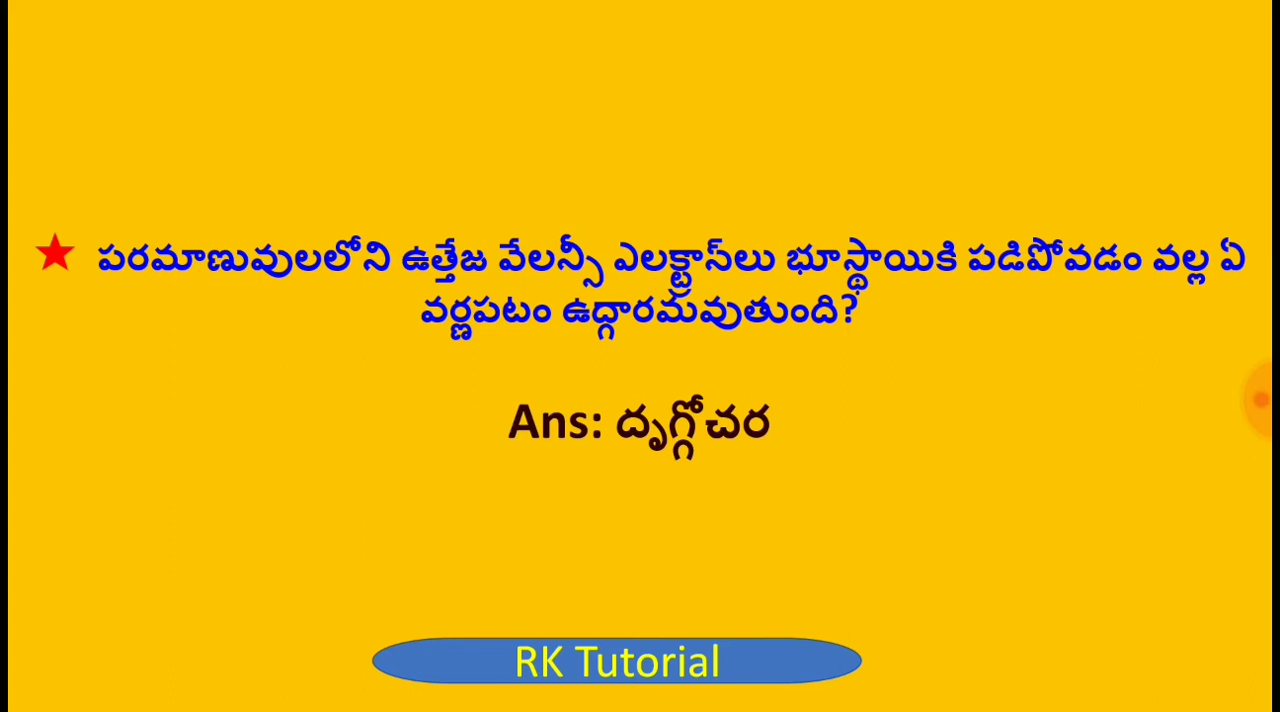 ★ పరమాణువులలోని ఉత్తేజ వేలన్సీ ఎలక్ట్రాన్‌లు భూస్థాయికి పడిపోవడం వల్ల ఏ
వర్ణపటం ఉద్గారమవుతుంది?
Ans: దృగ్గోచర
RK Tutorial